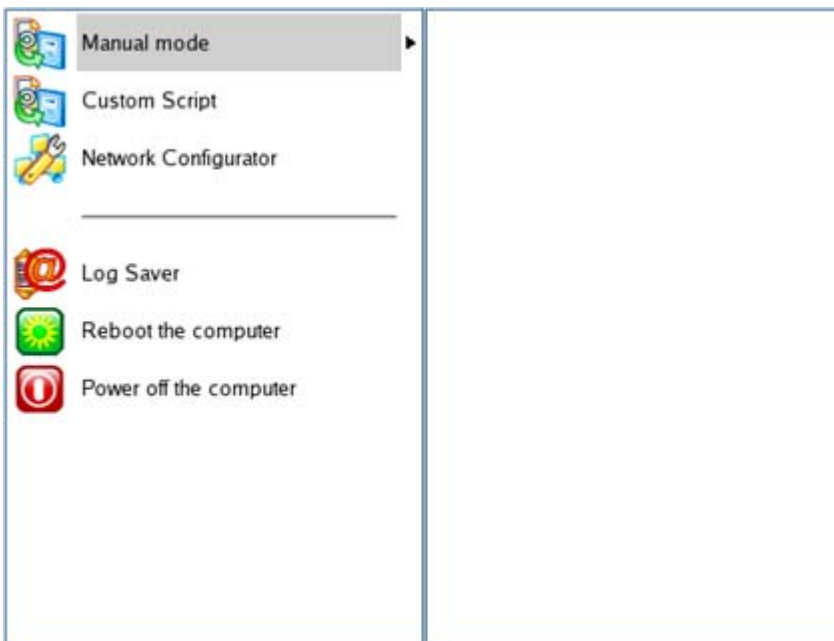 Manual mode
Custom Script
Network Configurator
Log Saver
Reboot the computer
Power off the computer